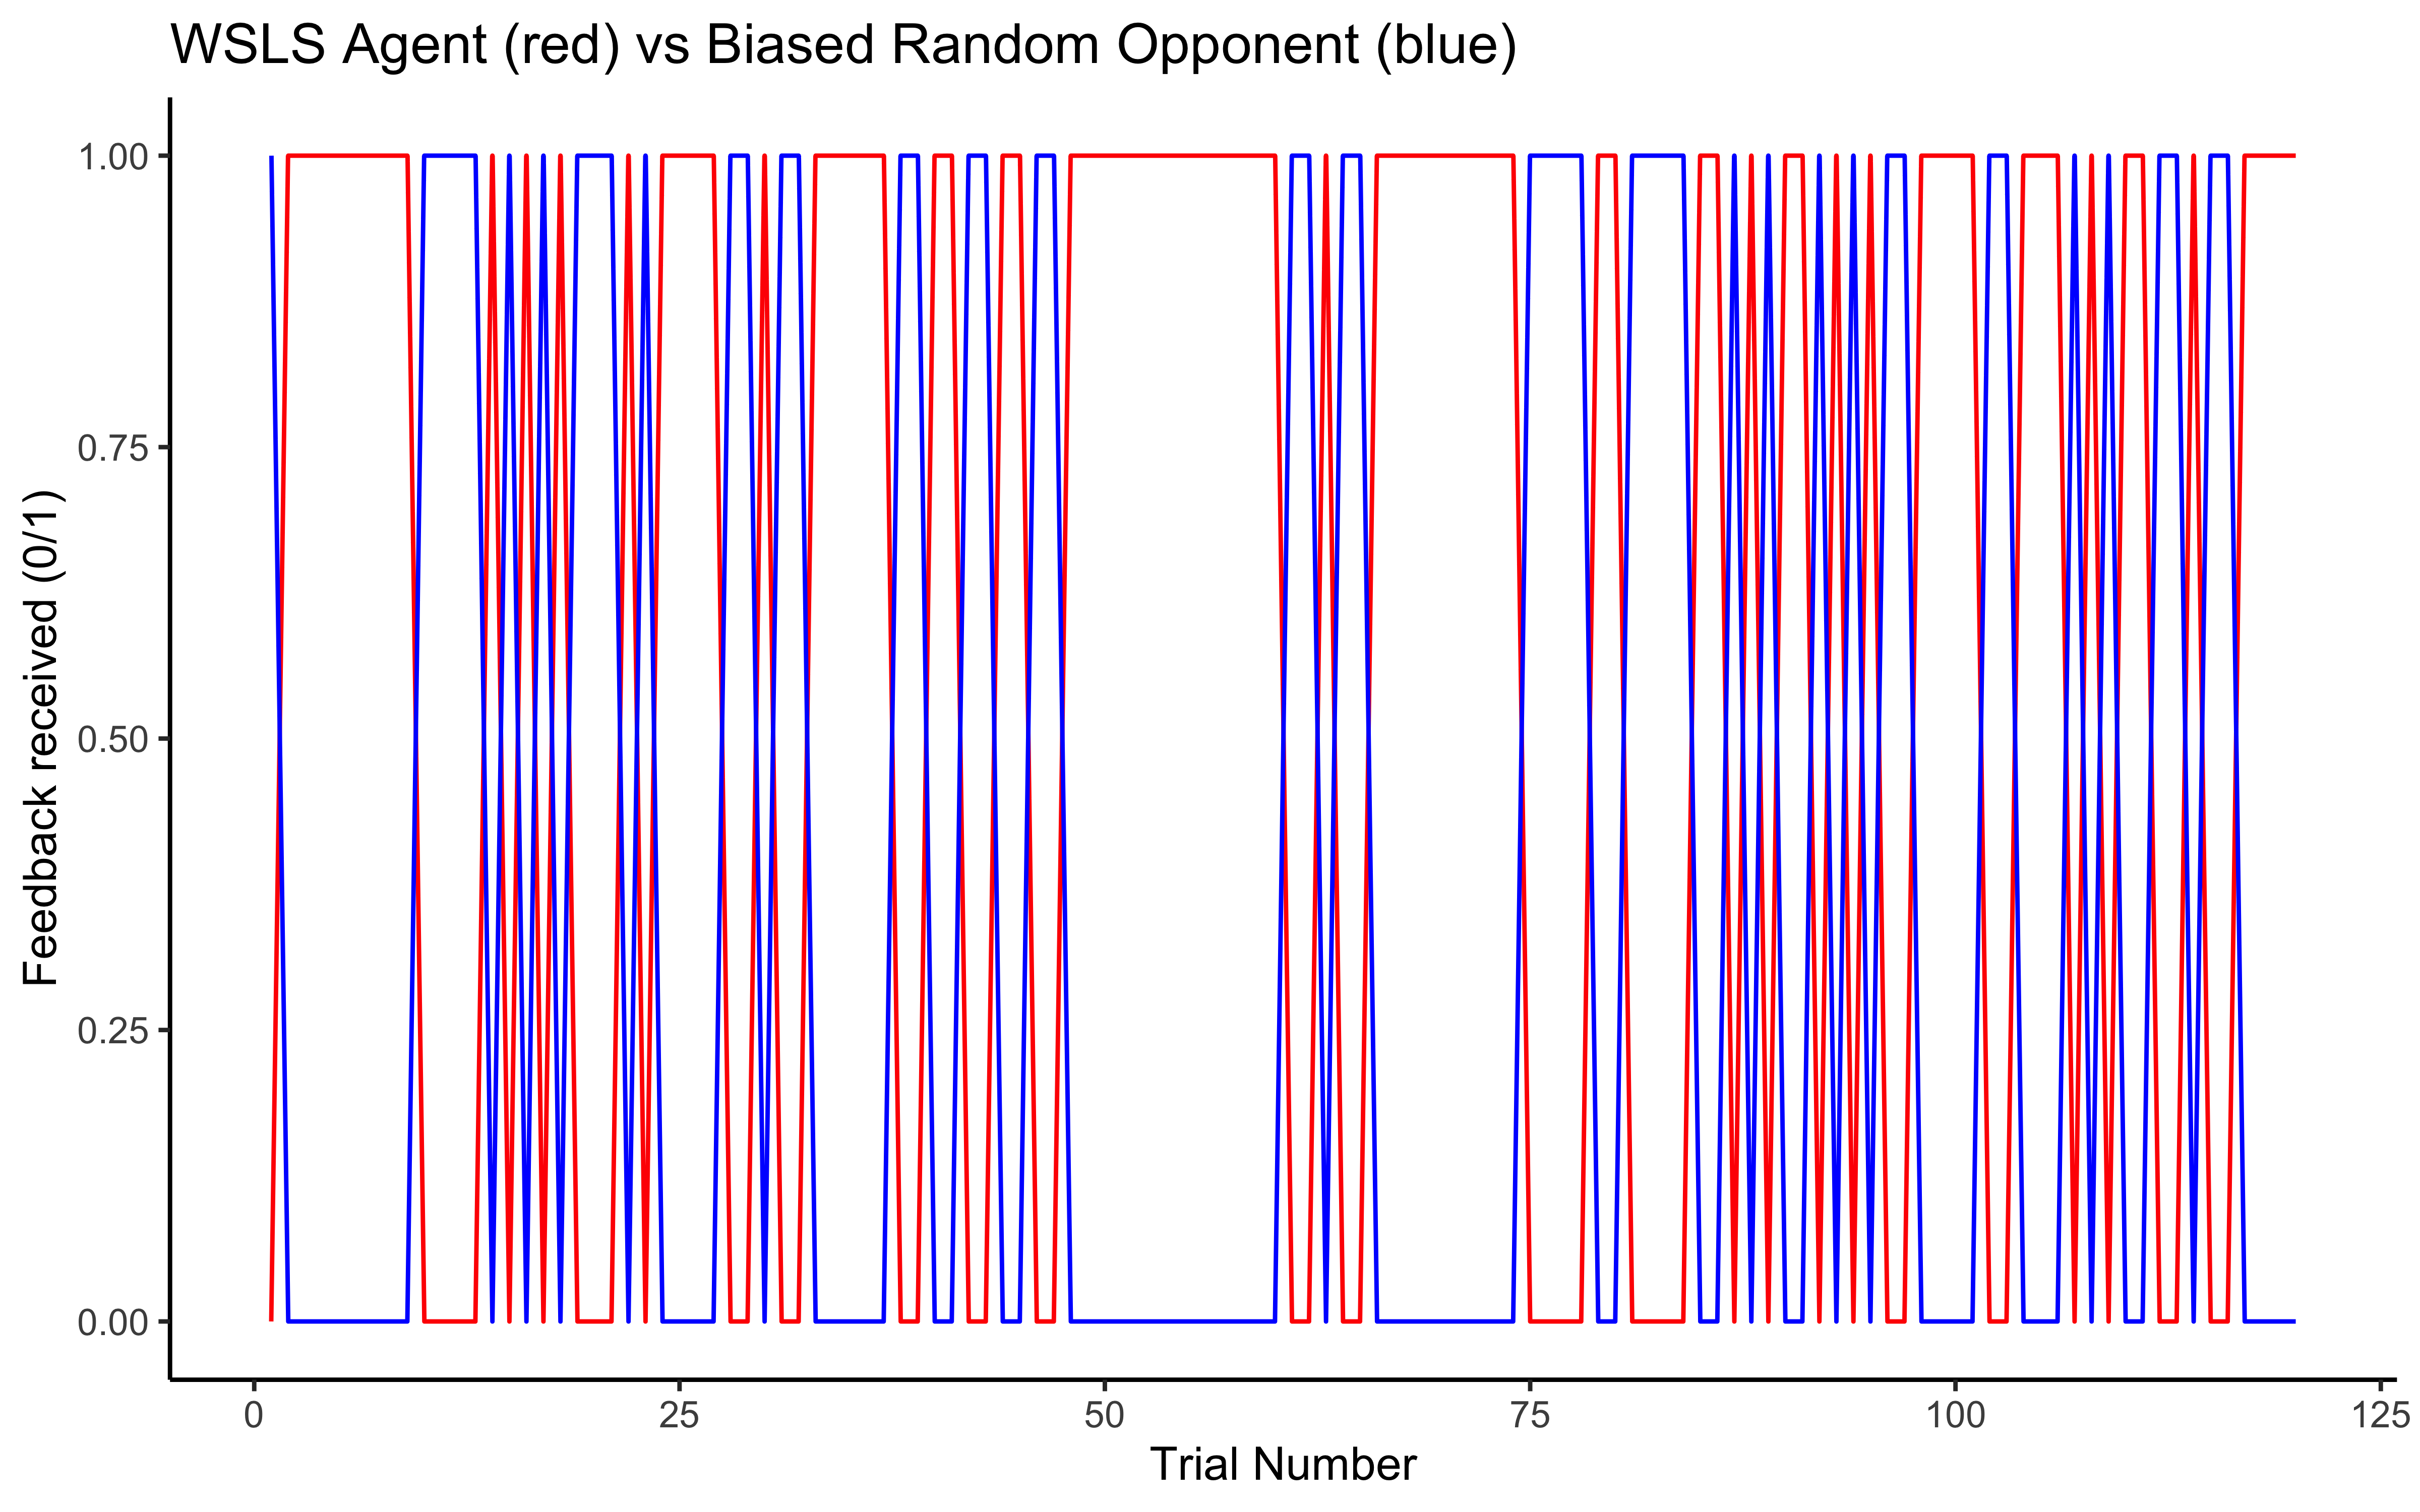 WSLS Agent (red) vs Biased Random Opponent (blue)
Feedback received (0/1)
1.00
0.75
0.50
0.25
0.00
0 25 50 75 100 125
Trial Number